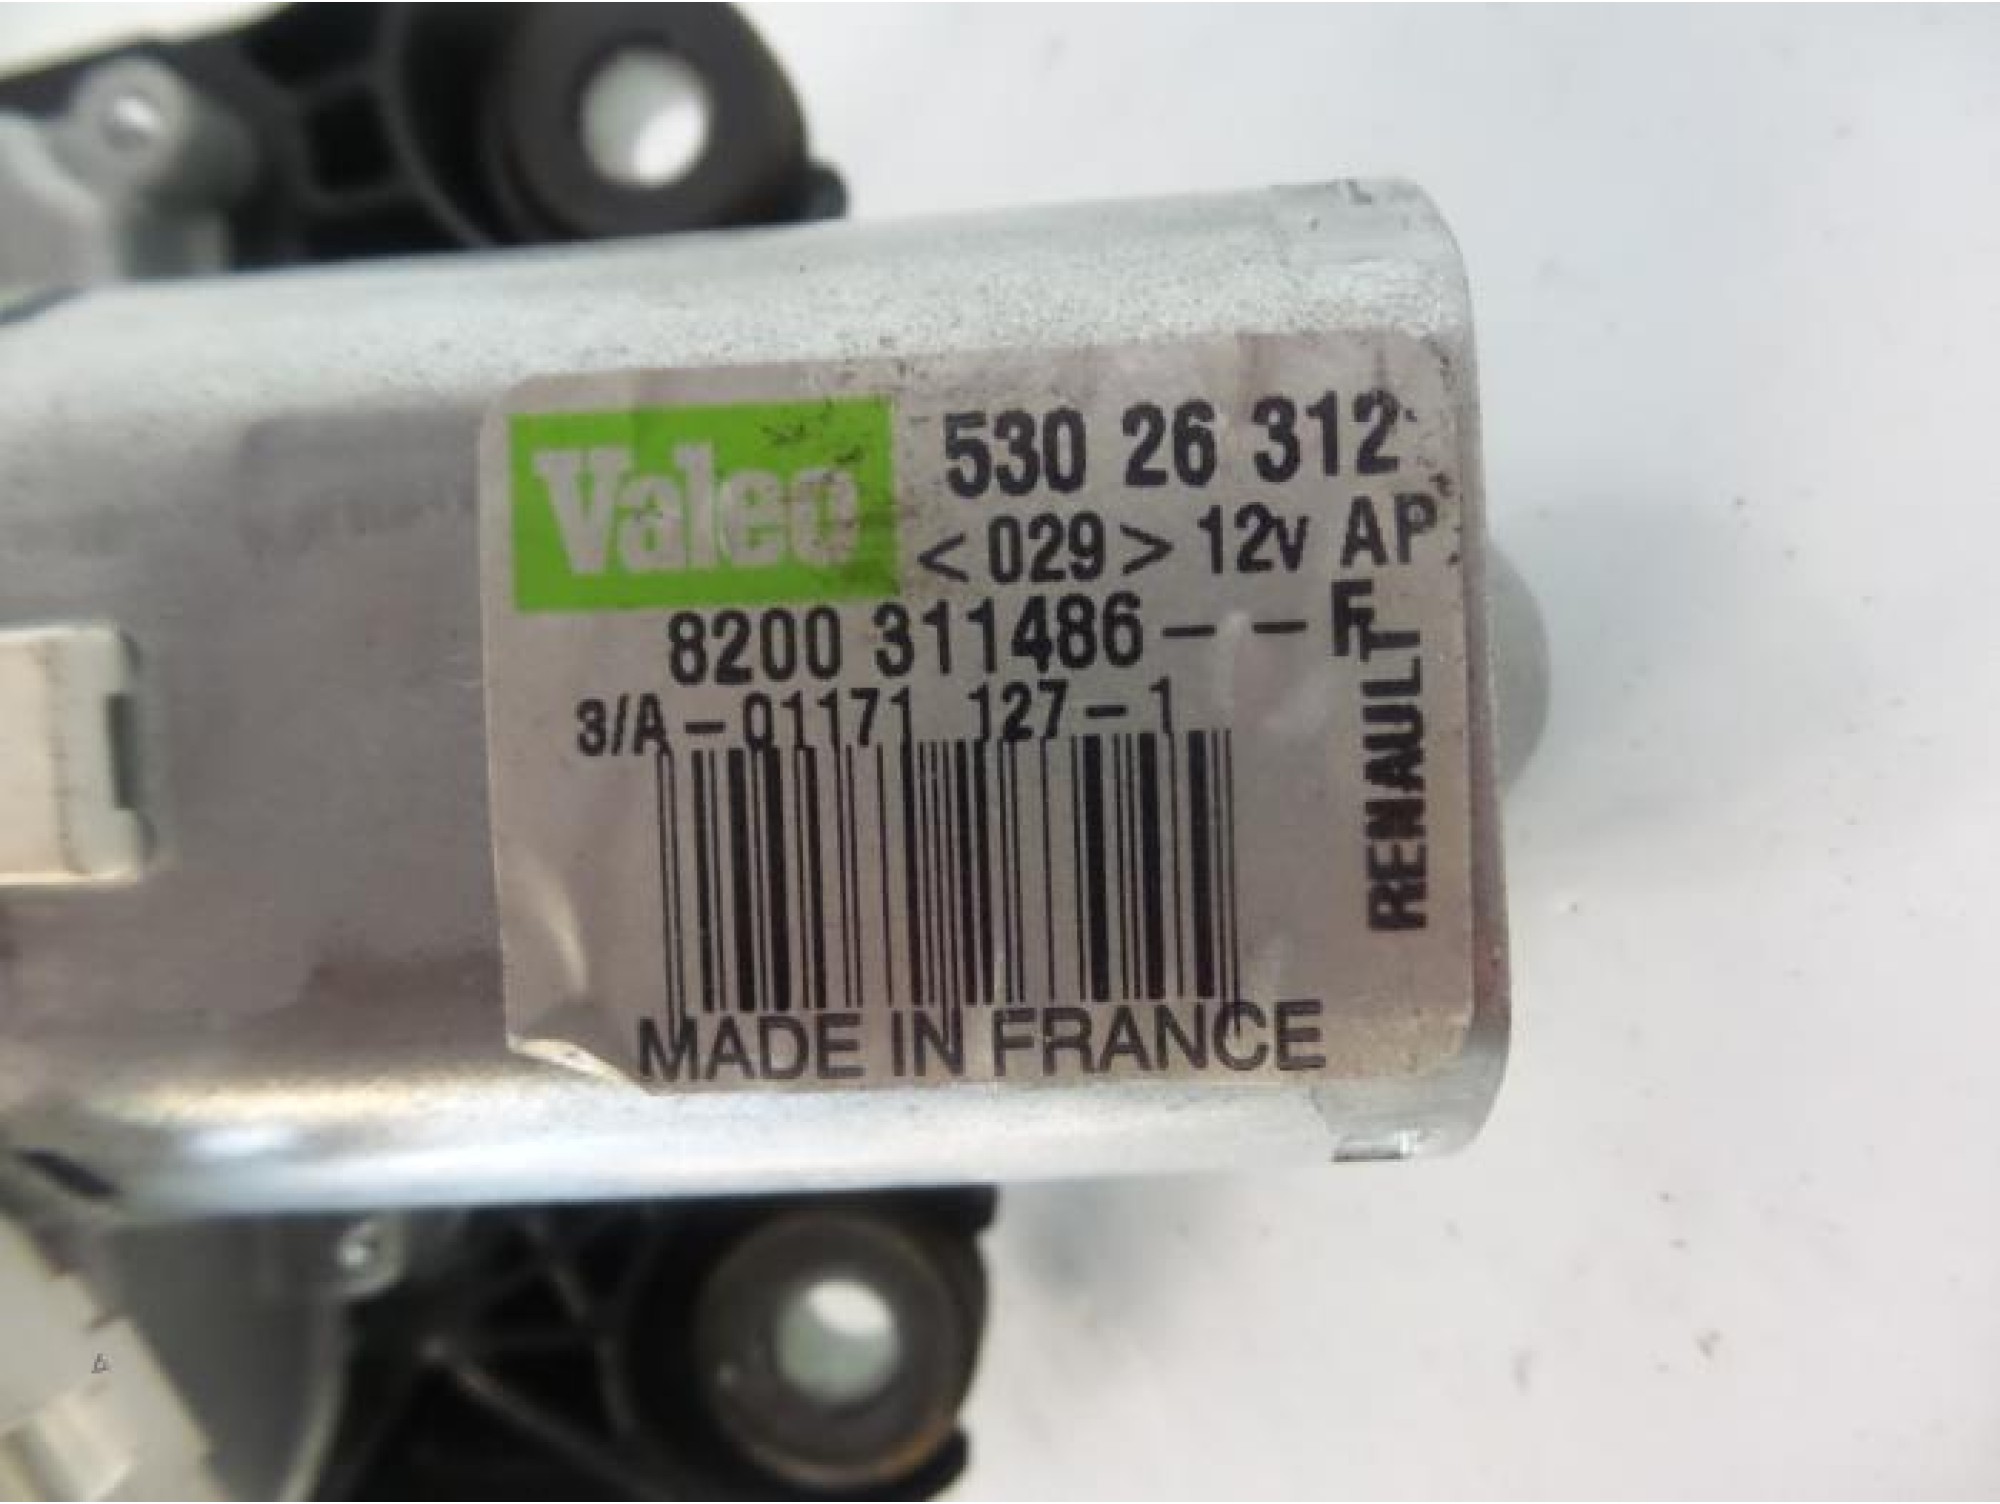 Valeo
530 26 312
<029> 12v AP
8200 311486--F
3/A-01171 127-1
RENAULT
MADE IN FRANCE